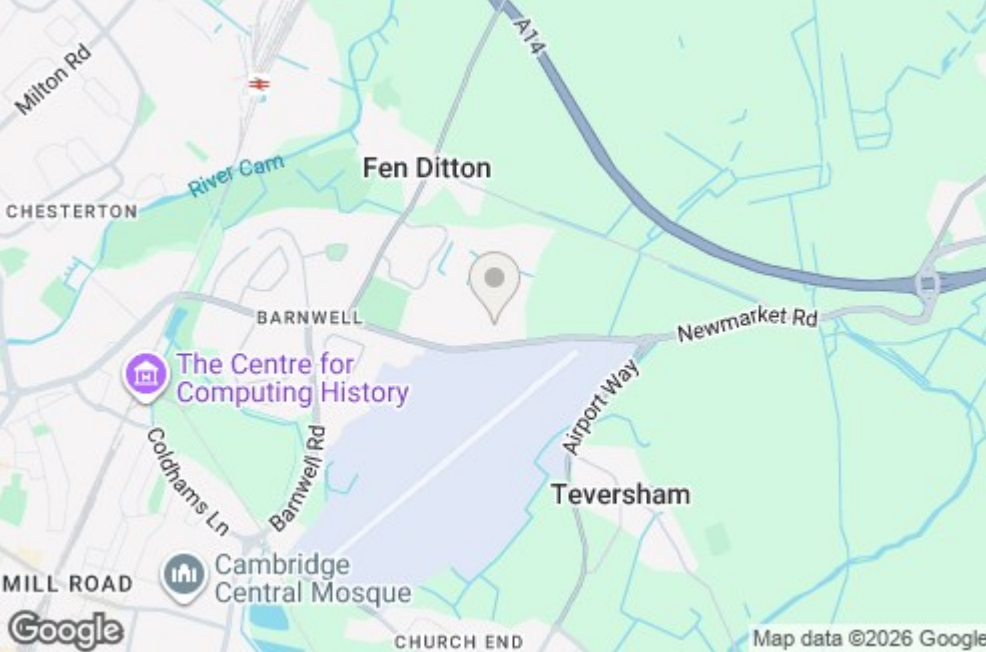 A14
Milton Rd
Fen Ditton
River Cam
CHESTERTON
BARNWELL
Newmarket Rd
The Centre for
Computing History
Airport Way
Coldhams Ln
Barnwell Rd
Teversham
Cambridge
Central Mosque
MILL ROAD
CHURCH END
Google
Map data ©2026 Google